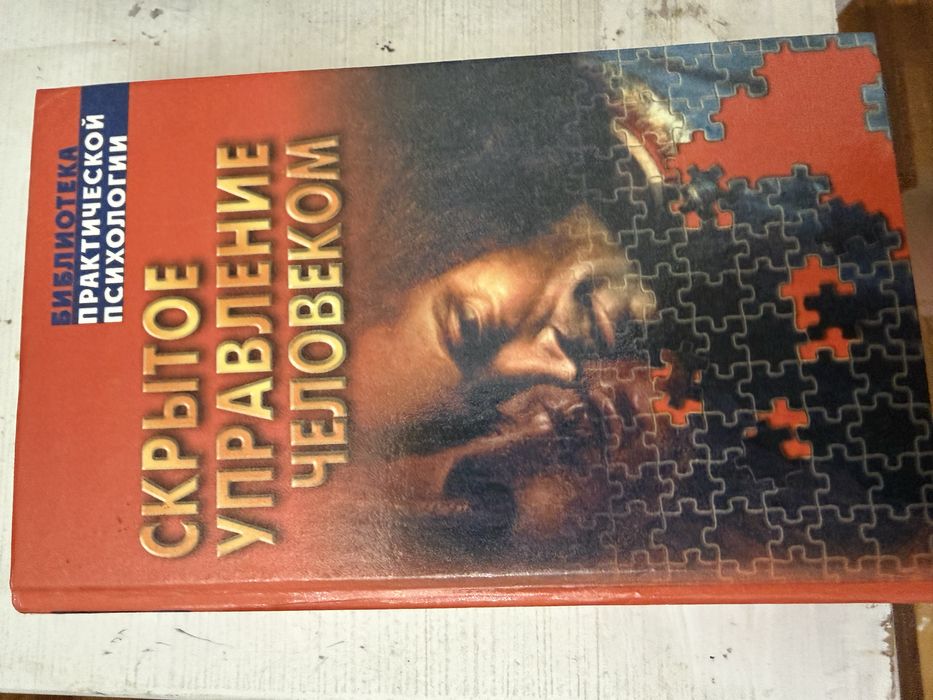 БИБЛИОТЕКА
ПРАКТИЧЕСКОЙ
ПСИХОЛОГИИ
СКРЫТОЕ
УПРАВЛЕНИЕ
ЧЕЛОВЕКОМ